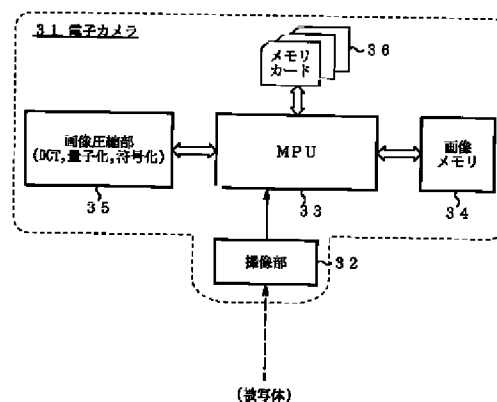 31 電子カメラ
36
メモリ
カード
画像圧縮部
(DCT,量子化,符号化)
35
MPU
33
画像
メモリ
34
撮像部
32
(被写体)